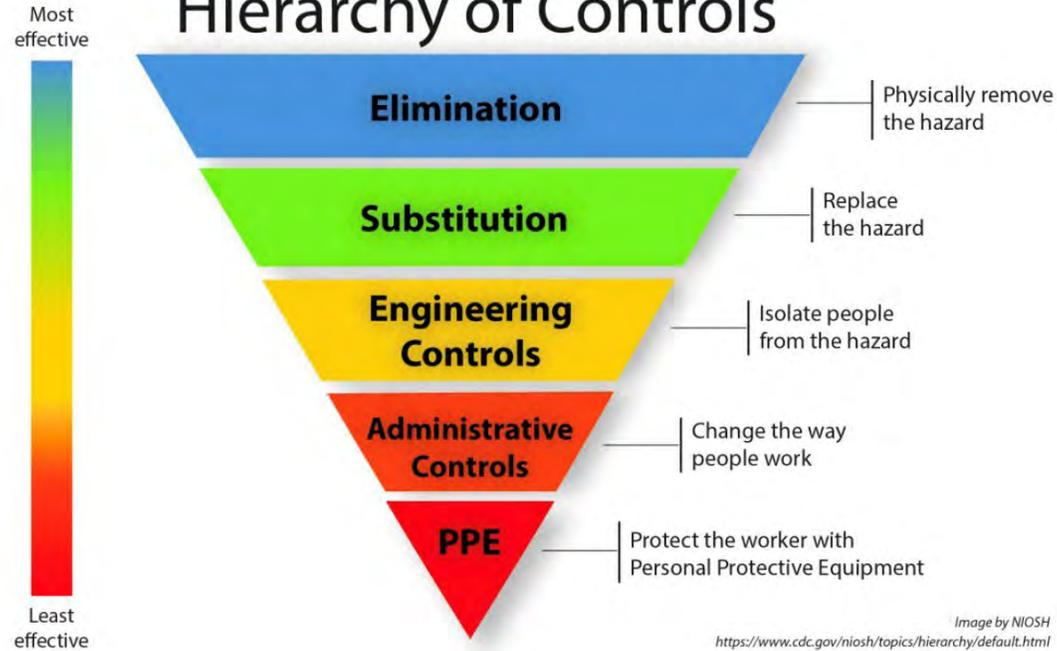 Hierarchy of Controls
Most
effective
Elimination
Physically remove
the hazard
Substitution
Replace
the hazard
Engineering
Controls
Isolate people
from the hazard
Administrative
Controls
Change the way
people work
PPE
Protect the worker with
Personal Protective Equipment
Least
effective
Image by NIOSH
https://www.cdc.gov/niosh/topics/hierarchy/default.html